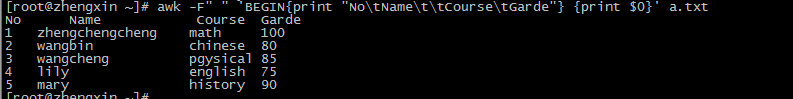 [root@zhengxin ~]# awk -F" " `BEGIN{print "No\tName\t\tCourse\tGarde"} {print $0}' a.txt
No Name Course Garde
1 zhengchengcheng math 100
2 wangbin chinese 80
3 wangcheng pgysical 85
4 lily english 75
5 mary history 90
[root@zhengxin ~]#